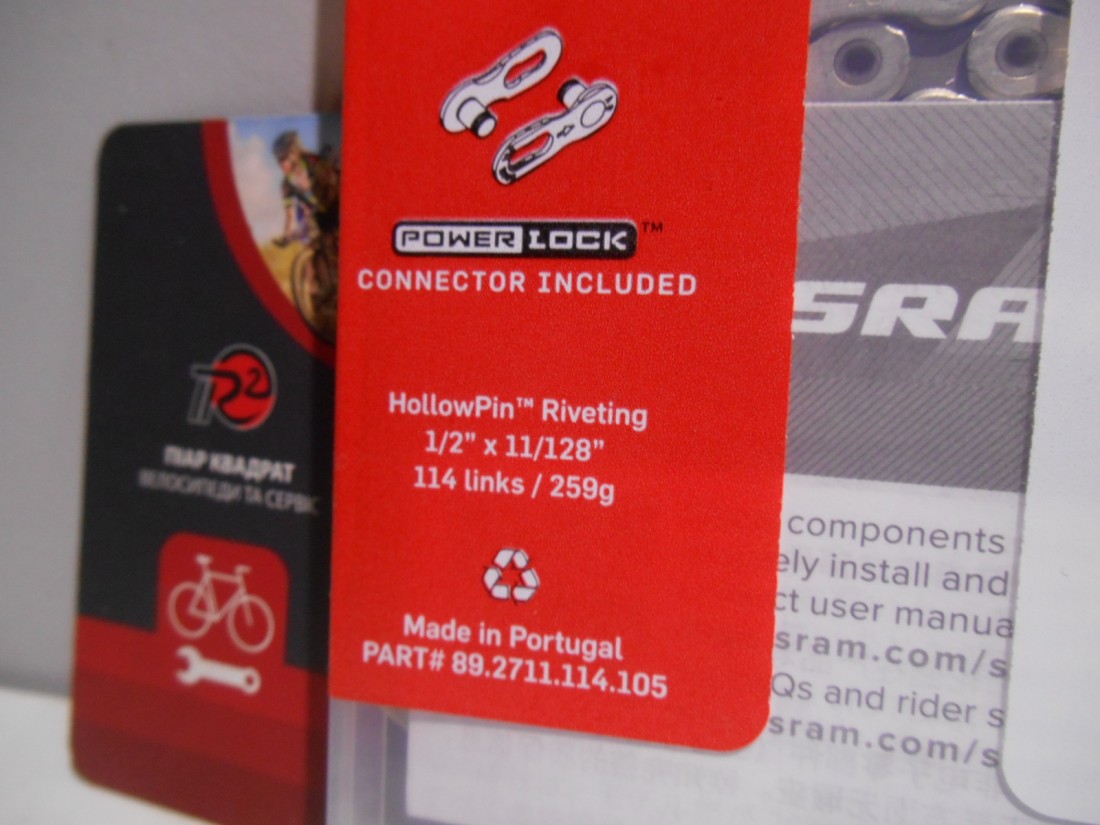 POWER LOCK™
CONNECTOR INCLUDED
HollowPin™ Riveting
1/2” x 11/128”
114 links / 259g
Made in Portugal
PART# 89.2711.114.105
R2
ПІАР КВАДРАТ
ВЕЛОСИПЕДИ ТА СЕРВІС
SRA
components
ely install and
ct user manua
sram.com/s
Qs and rider s
sram.com/s